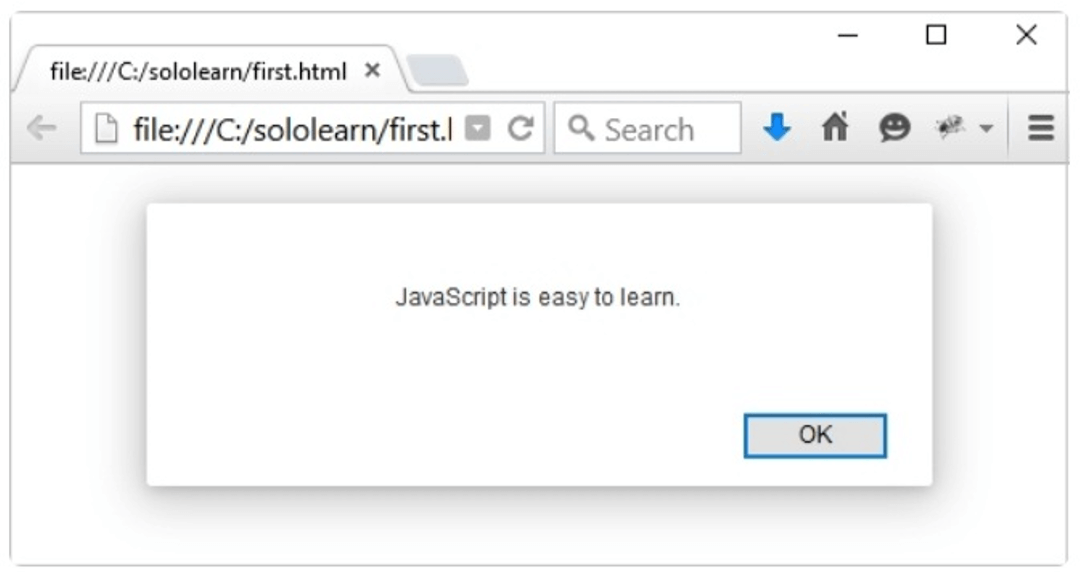 file:///C:/sololearn/first.html
file:///C:/sololearn/first.l
Search
JavaScript is easy to learn.
OK